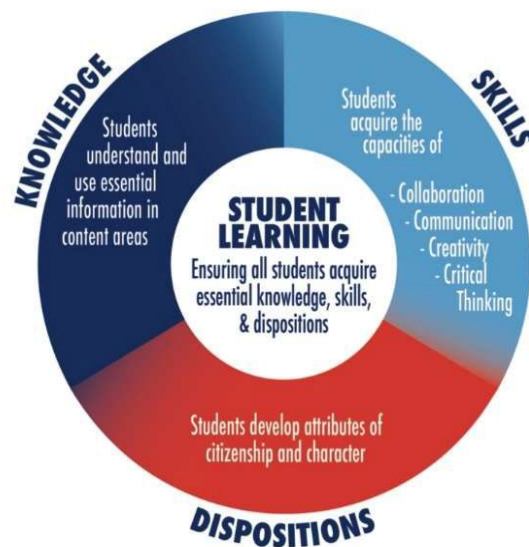 KNOWLEDGE
Students
understand and
use essential
information in
content areas
SKILLS
Students
acquire the
capacities of
- Collaboration
- Communication
- Creativity
- Critical
Thinking
STUDENT
LEARNING
Ensuring all students acquire
essential knowledge, skills,
& dispositions
Students develop attributes of
citizenship and character
DISPOSITIONS